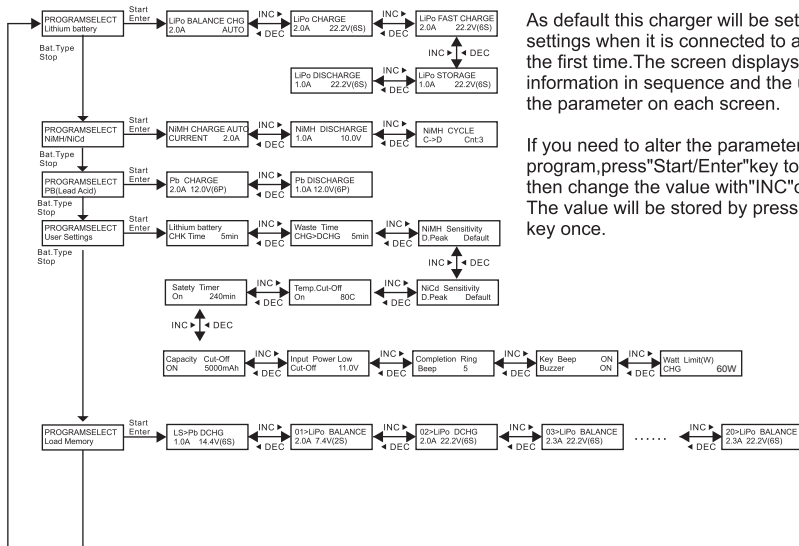 PROGRAMSELECT
Lithium battery
Start
Enter
LiPo BALANCE CHG
2.0A AUTO
INC ►
◄ DEC
LiPo CHARGE
2.0A 22.2V(6S)
INC ►
◄ DEC
LiPo FAST CHARGE
2.0A 22.2V(6S)
INC ► ◄ DEC
LiPo DISCHARGE
1.0A 22.2V(6S)
INC ►
◄ DEC
LiPo STORAGE
1.0A 22.2V(6S)
Bat.Type
Stop
PROGRAMSELECT
NiMH/NiCd
Start
Enter
NiMH CHARGE AUTO
CURRENT 2.0A
INC ►
◄ DEC
NiMH DISCHARGE
1.0A 10.0V
INC ►
◄ DEC
NiMH CYCLE
C->D Cnt:3
Bat.Type
Stop
PROGRAMSELECT
PB(Lead Acid)
Start
Enter
Pb CHARGE
2.0A 12.0V(6P)
INC ►
◄ DEC
Pb DISCHARGE
1.0A 12.0V(6P)
Bat.Type
Stop
PROGRAMSELECT
User Settings
Start
Enter
Lithium battery
CHK Time 5min
INC ►
◄ DEC
Waste Time
CHG>DCHG 5min
INC ►
◄ DEC
NiMH Sensitivity
D.Peak Default
INC ► ◄ DEC
Satety Timer
On 240min
INC ►
◄ DEC
Temp.Cut-Off
On 80C
INC ►
◄ DEC
NiCd Sensitivity
D.Peak Default
INC ► ◄ DEC
Capacity Cut-Off
ON 5000mAh
INC ►
◄ DEC
Input Power Low
Cut-Off 11.0V
INC ►
◄ DEC
Completion Ring
Beep 5
INC ►
◄ DEC
Key Beep ON
Buzzer ON
INC ►
◄ DEC
Watt Limit(W)
CHG 60W
Bat.Type
Stop
PROGRAMSELECT
Load Memory
Start
Enter
LS>Pb DCHG
1.0A 14.4V(6S)
INC ►
◄ DEC
01>LiPo BALANCE
2.0A 7.4V(2S)
INC ►
◄ DEC
02>LiPo DCHG
2.0A 22.2V(6S)
INC ►
◄ DEC
03>LiPo BALANCE
2.3A 22.2V(6S)
......
INC ►
◄ DEC
20>LiPo BALANCE
2.3A 22.2V(6S)
As default this charger will be set
settings when it is connected to a
the first time.The screen displays
information in sequence and the
the parameter on each screen.
If you need to alter the parameter
program,press"Start/Enter"key to
then change the value with"INC"
The value will be stored by press
key once.